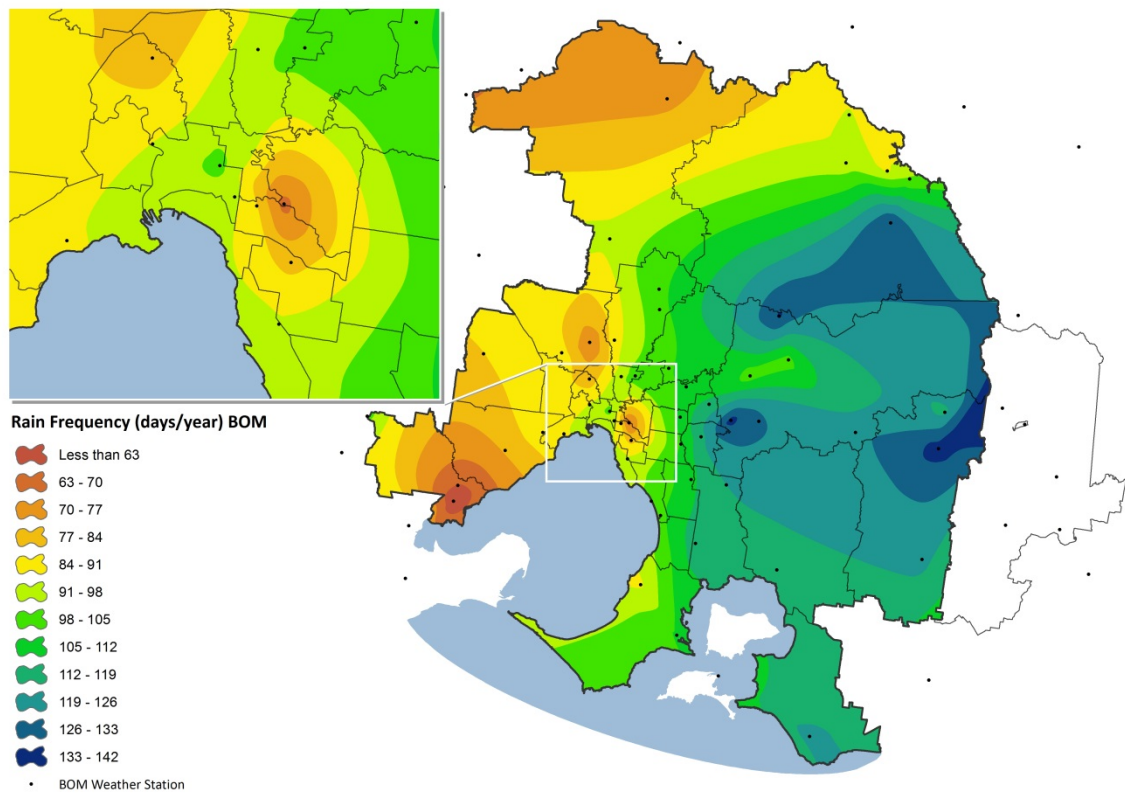 Rain Frequency (days/year) BOM
Less than 63
63 - 70
70 - 77
77 - 84
84 - 91
91 - 98
98 - 105
105 - 112
112 - 119
119 - 126
126 - 133
133 - 142
BOM Weather Station